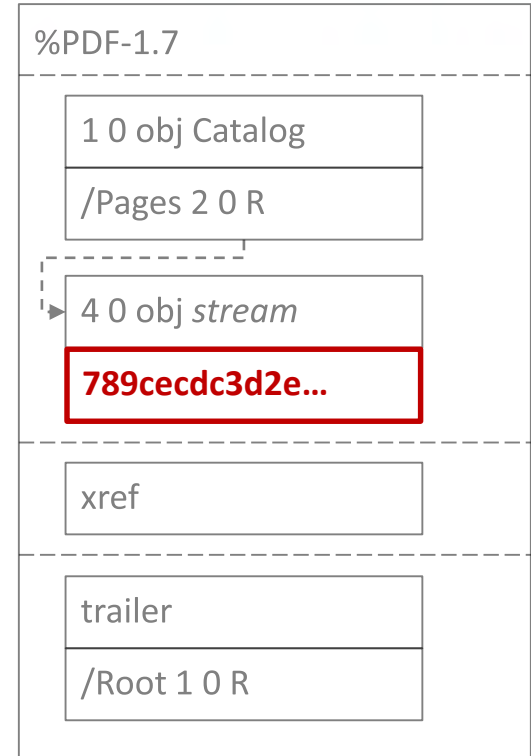 %PDF-1.7
1 0 obj Catalog
/Pages 2 0 R
4 0 obj stream
789cecdc3d2e...
xref
trailer
/Root 1 0 R